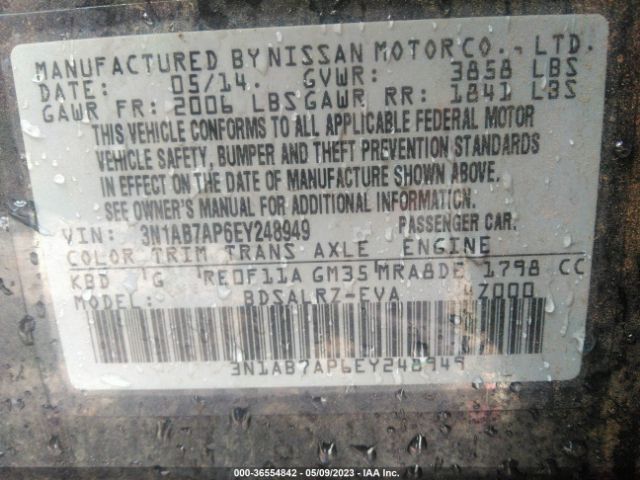 MANUFACTURED BY NISSAN MOTOR CO., LTD.
DATE: 05/14. GVWR: 3858 LBS
GAWR FR: 2006 LBS GAWR RR: 1841 LBS
THIS VEHICLE CONFORMS TO ALL APPLICABLE FEDERAL MOTOR
VEHICLE SAFETY, BUMPER AND THEFT PREVENTION STANDARDS
IN EFFECT ON THE DATE OF MANUFACTURE SHOWN ABOVE.
SEE OWNER'S MANUAL FOR ADDITIONAL INFORMATION.
VIN: 3N1AB7AP6EY248949 PASSENGER CAR.
COLOR TRIM TRANS AXLE ENGINE
KBD G RE0F11A GM35 MRA8DE 1798 CC
MODEL: BDSALRZ-EVA Z000
3N1AB7AP6EY248949
000-36554842 - 05/09/2023 - IAA Inc.